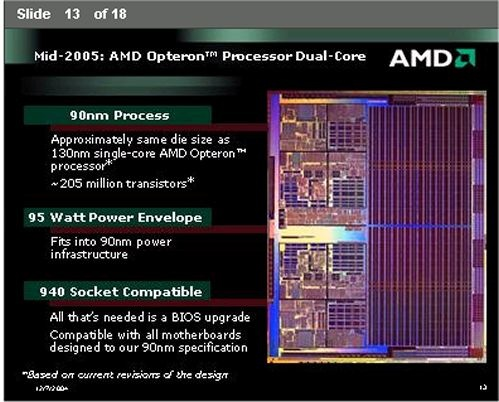 Slide 13 of 18
Mid-2005: AMD Opteron™ Processor Dual-Core
AMD
90nm Process
Approximately same die size as
130nm single-core AMD Opteron™
processor*
~205 million transistors*
95 Watt Power Envelope
Fits into 90nm power
infrastructure
940 Socket Compatible
All that's needed is a BIOS upgrade
Compatible with all motherboards
designed to our 90nm specification
*Based on current revisions of the design
12/7/2004
13